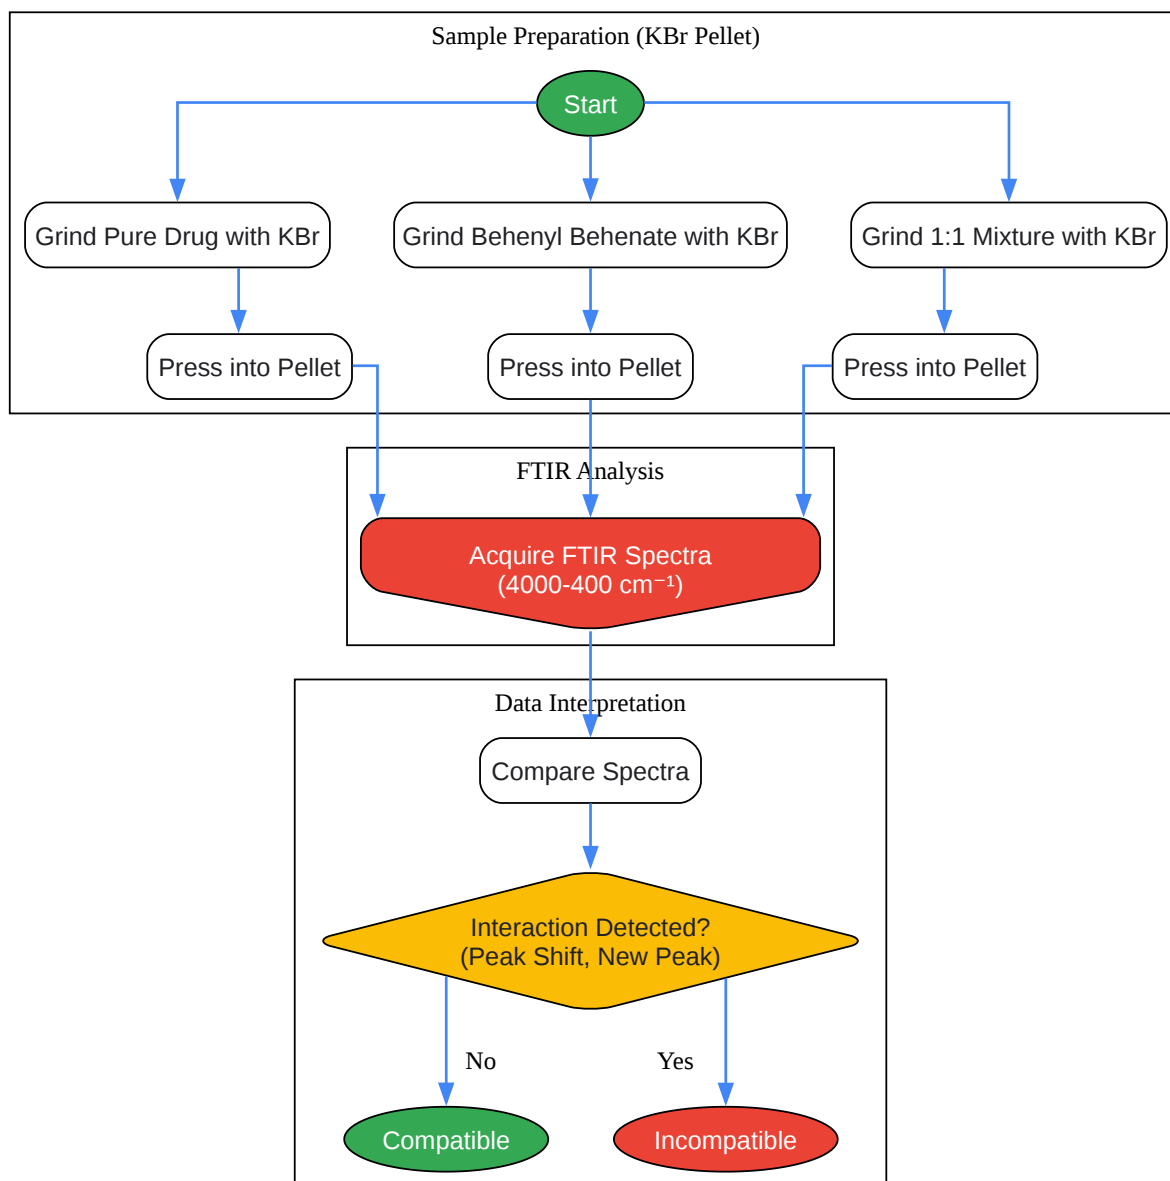 Sample Preparation (KBr Pellet)
Start
Grind Pure Drug with KBr
Grind Behenyl Behenate with KBr
Grind 1:1 Mixture with KBr
Press into Pellet
Press into Pellet
Press into Pellet
FTIR Analysis
Acquire FTIR Spectra
(4000-400 cm⁻¹)
Data Interpretation
Compare Spectra
Interaction Detected?
(Peak Shift, New Peak)
No
Yes
Compatible
Incompatible